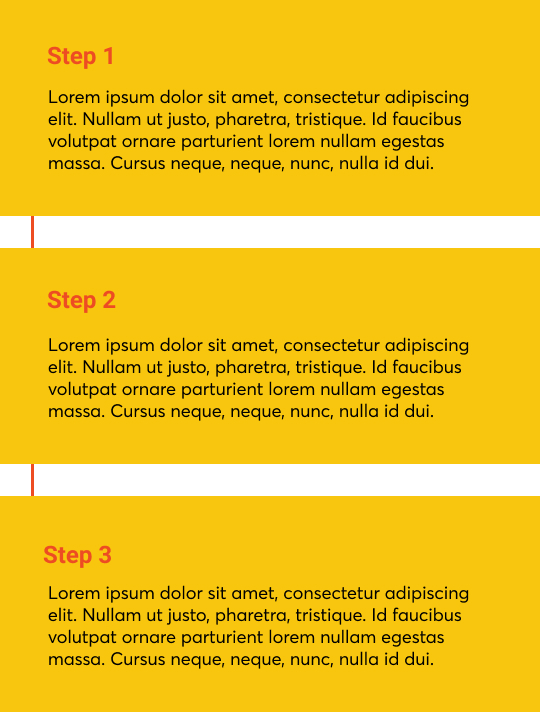 Step 1
Lorem ipsum dolor sit amet, consectetur adipiscing
elit. Nullam ut justo, pharetra, tristique. Id faucibus
volutpat ornare parturient lorem nullam egestas
massa. Cursus neque, neque, nunc, nulla id dui.
Step 2
Lorem ipsum dolor sit amet, consectetur adipiscing
elit. Nullam ut justo, pharetra, tristique. Id faucibus
volutpat ornare parturient lorem nullam egestas
massa. Cursus neque, neque, nunc, nulla id dui.
Step 3
Lorem ipsum dolor sit amet, consectetur adipiscing
elit. Nullam ut justo, pharetra, tristique. Id faucibus
volutpat ornare parturient lorem nullam egestas
massa. Cursus neque, neque, nunc, nulla id dui.